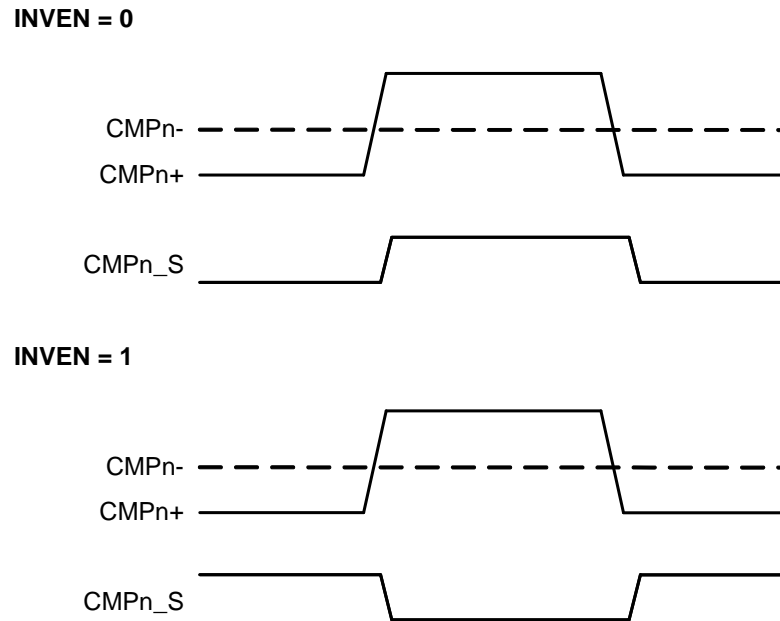 INVEN = 0
CMPn-
CMPn+
CMPn_S
INVEN = 1
CMPn-
CMPn+
CMPn_S